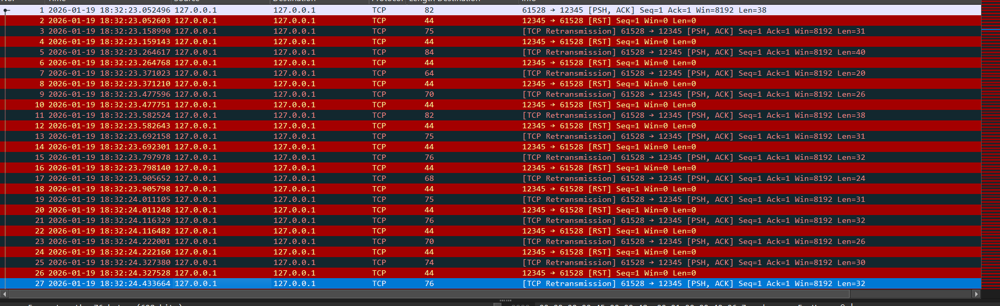 No. Time Source Destination Protocol Length Destination Info
1 2026-01-19 18:32:23.052496 127.0.0.1 127.0.0.1 TCP 82 61528 → 12345 [PSH, ACK] Seq=1 Ack=1 Win=8192 Len=38
2 2026-01-19 18:32:23.052603 127.0.0.1 127.0.0.1 TCP 44 12345 → 61528 [RST] Seq=1 Win=0 Len=0
3 2026-01-19 18:32:23.158990 127.0.0.1 127.0.0.1 TCP 75 [TCP Retransmission] 61528 → 12345 [PSH, ACK] Seq=1 Ack=1 Win=8192 Len=31
4 2026-01-19 18:32:23.159143 127.0.0.1 127.0.0.1 TCP 44 12345 → 61528 [RST] Seq=1 Win=0 Len=0
5 2026-01-19 18:32:23.264617 127.0.0.1 127.0.0.1 TCP 84 [TCP Retransmission] 61528 → 12345 [PSH, ACK] Seq=1 Ack=1 Win=8192 Len=40
6 2026-01-19 18:32:23.264768 127.0.0.1 127.0.0.1 TCP 44 12345 → 61528 [RST] Seq=1 Win=0 Len=0
7 2026-01-19 18:32:23.371023 127.0.0.1 127.0.0.1 TCP 64 [TCP Retransmission] 61528 → 12345 [PSH, ACK] Seq=1 Ack=1 Win=8192 Len=20
8 2026-01-19 18:32:23.371210 127.0.0.1 127.0.0.1 TCP 44 12345 → 61528 [RST] Seq=1 Win=0 Len=0
9 2026-01-19 18:32:23.477596 127.0.0.1 127.0.0.1 TCP 70 [TCP Retransmission] 61528 → 12345 [PSH, ACK] Seq=1 Ack=1 Win=8192 Len=26
10 2026-01-19 18:32:23.477751 127.0.0.1 127.0.0.1 TCP 44 12345 → 61528 [RST] Seq=1 Win=0 Len=0
11 2026-01-19 18:32:23.582524 127.0.0.1 127.0.0.1 TCP 82 [TCP Retransmission] 61528 → 12345 [PSH, ACK] Seq=1 Ack=1 Win=8192 Len=38
12 2026-01-19 18:32:23.582643 127.0.0.1 127.0.0.1 TCP 44 12345 → 61528 [RST] Seq=1 Win=0 Len=0
13 2026-01-19 18:32:23.692158 127.0.0.1 127.0.0.1 TCP 75 [TCP Retransmission] 61528 → 12345 [PSH, ACK] Seq=1 Ack=1 Win=8192 Len=31
14 2026-01-19 18:32:23.692301 127.0.0.1 127.0.0.1 TCP 44 12345 → 61528 [RST] Seq=1 Win=0 Len=0
15 2026-01-19 18:32:23.797978 127.0.0.1 127.0.0.1 TCP 76 [TCP Retransmission] 61528 → 12345 [PSH, ACK] Seq=1 Ack=1 Win=8192 Len=32
16 2026-01-19 18:32:23.798140 127.0.0.1 127.0.0.1 TCP 44 12345 → 61528 [RST] Seq=1 Win=0 Len=0
17 2026-01-19 18:32:23.905652 127.0.0.1 127.0.0.1 TCP 68 [TCP Retransmission] 61528 → 12345 [PSH, ACK] Seq=1 Ack=1 Win=8192 Len=24
18 2026-01-19 18:32:23.905798 127.0.0.1 127.0.0.1 TCP 44 12345 → 61528 [RST] Seq=1 Win=0 Len=0
19 2026-01-19 18:32:24.011105 127.0.0.1 127.0.0.1 TCP 75 [TCP Retransmission] 61528 → 12345 [PSH, ACK] Seq=1 Ack=1 Win=8192 Len=31
20 2026-01-19 18:32:24.011248 127.0.0.1 127.0.0.1 TCP 44 12345 → 61528 [RST] Seq=1 Win=0 Len=0
21 2026-01-19 18:32:24.116329 127.0.0.1 127.0.0.1 TCP 76 [TCP Retransmission] 61528 → 12345 [PSH, ACK] Seq=1 Ack=1 Win=8192 Len=32
22 2026-01-19 18:32:24.116482 127.0.0.1 127.0.0.1 TCP 44 12345 → 61528 [RST] Seq=1 Win=0 Len=0
23 2026-01-19 18:32:24.222001 127.0.0.1 127.0.0.1 TCP 70 [TCP Retransmission] 61528 → 12345 [PSH, ACK] Seq=1 Ack=1 Win=8192 Len=26
24 2026-01-19 18:32:24.222160 127.0.0.1 127.0.0.1 TCP 44 12345 → 61528 [RST] Seq=1 Win=0 Len=0
25 2026-01-19 18:32:24.327380 127.0.0.1 127.0.0.1 TCP 74 [TCP Retransmission] 61528 → 12345 [PSH, ACK] Seq=1 Ack=1 Win=8192 Len=30
26 2026-01-19 18:32:24.327528 127.0.0.1 127.0.0.1 TCP 44 12345 → 61528 [RST] Seq=1 Win=0 Len=0
27 2026-01-19 18:32:24.433664 127.0.0.1 127.0.0.1 TCP 76 [TCP Retransmission] 61528 → 12345 [PSH, ACK] Seq=1 Ack=1 Win=8192 Len=32